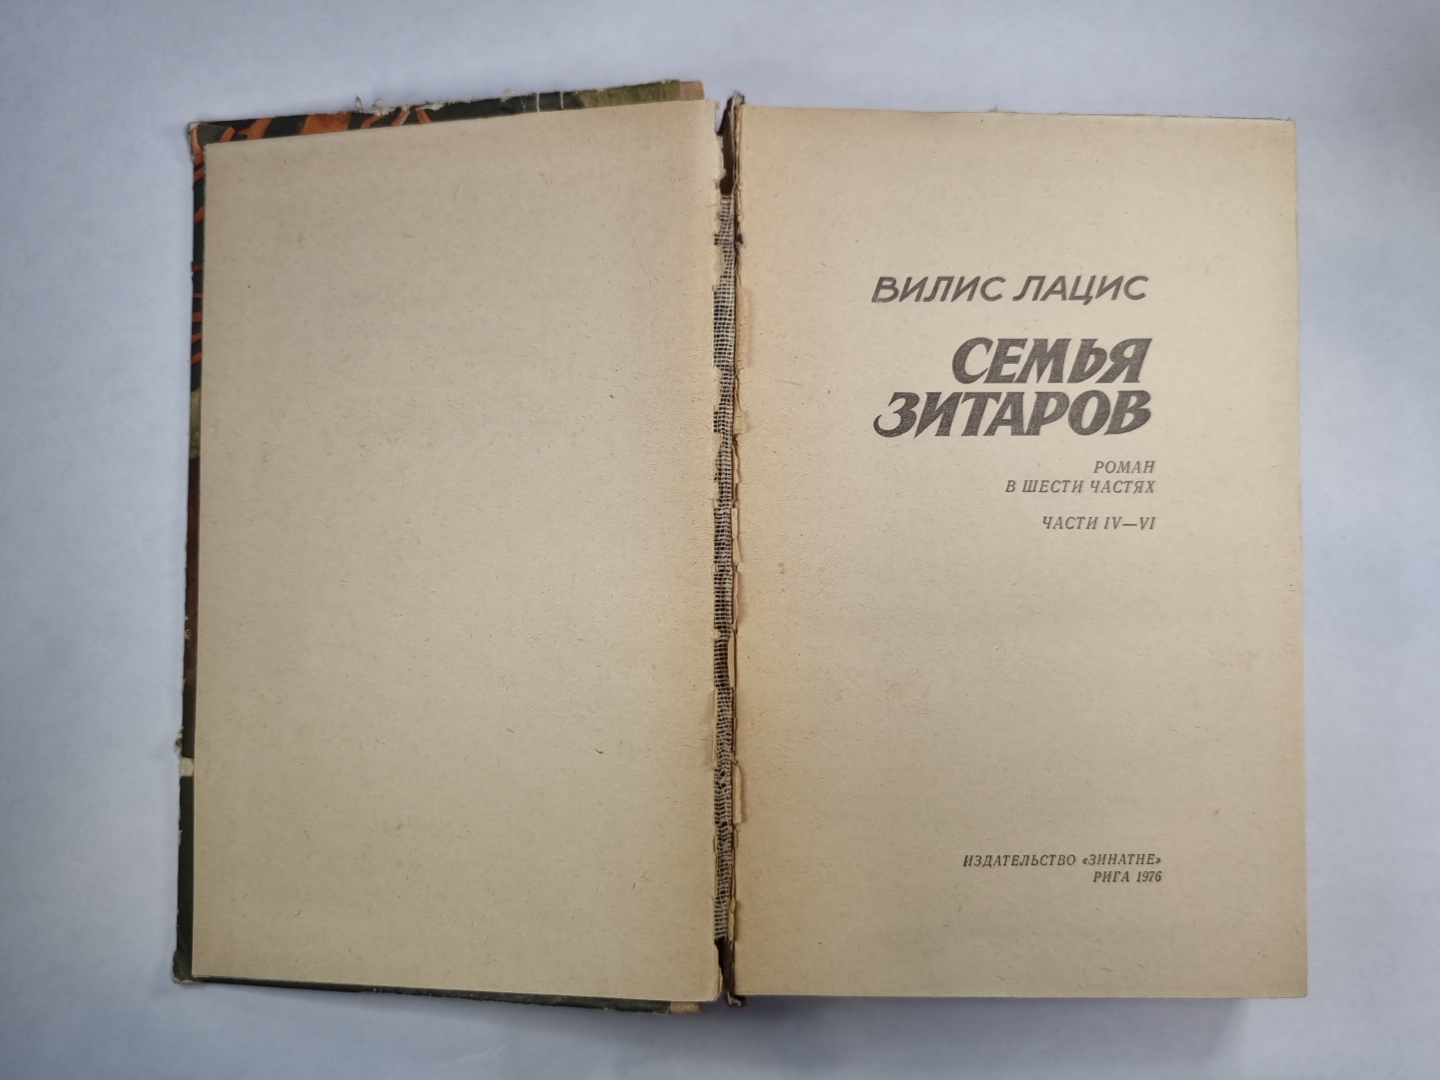 ВИЛИС ЛАЦИС
СЕМЬЯ
ЗИТАРОВ
РОМАН
В ШЕСТИ ЧАСТЯХ
ЧАСТИ IV—VI
ИЗДАТЕЛЬСТВО «ЗИНАТНЕ»
РИГА 1976